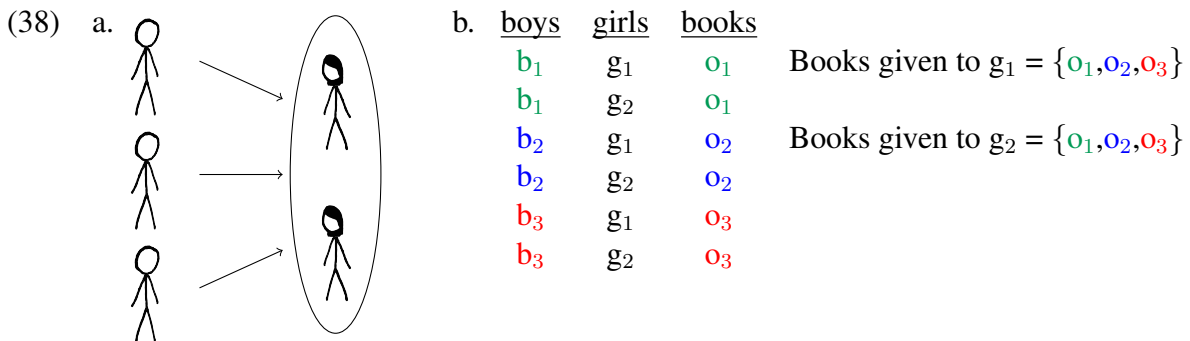 (38) a. b. boys girls books
b₁ g₁ o₁ Books given to g₁ = {o₁,o₂,o₃}
b₁ g₂ o₁
b₂ g₁ o₂ Books given to g₂ = {o₁,o₂,o₃}
b₂ g₂ o₂
b₃ g₁ o₃
b₃ g₂ o₃